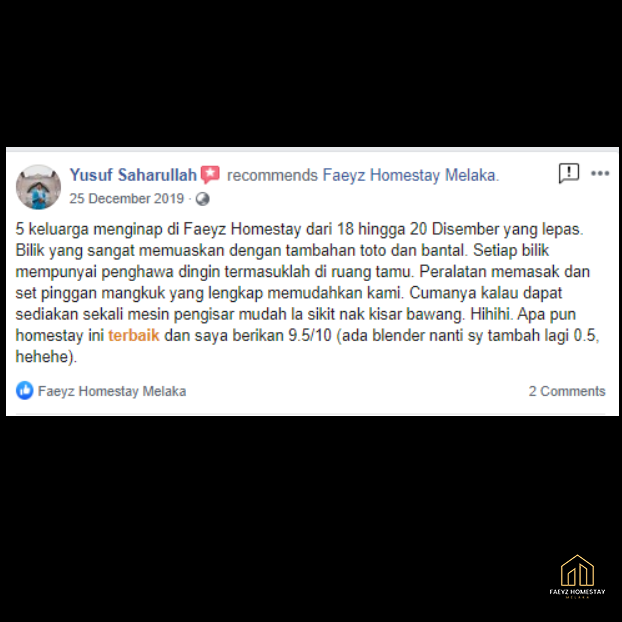 Yusuf Saharullah recommends Faeyz Homestay Melaka.
25 December 2019 ·
5 keluarga menginap di Faeyz Homestay dari 18 hingga 20 Disember yang lepas.
Bilik yang sangat memuaskan dengan tambahan toto dan bantal. Setiap bilik
mempunyai penghawa dingin termasuklah di ruang tamu. Peralatan memasak dan
set pinggan mangkuk yang lengkap memudahkan kami. Cumanya kalau dapat
sediakan sekali mesin pengisar mudah la sikit nak kisar bawang. Hihihi. Apa pun
homestay ini terbaik dan saya berikan 9.5/10 (ada blender nanti sy tambah lagi 0.5,
hehehe).
Faeyz Homestay Melaka 2 Comments
FAEYZ HOMESTAY
MELAKA